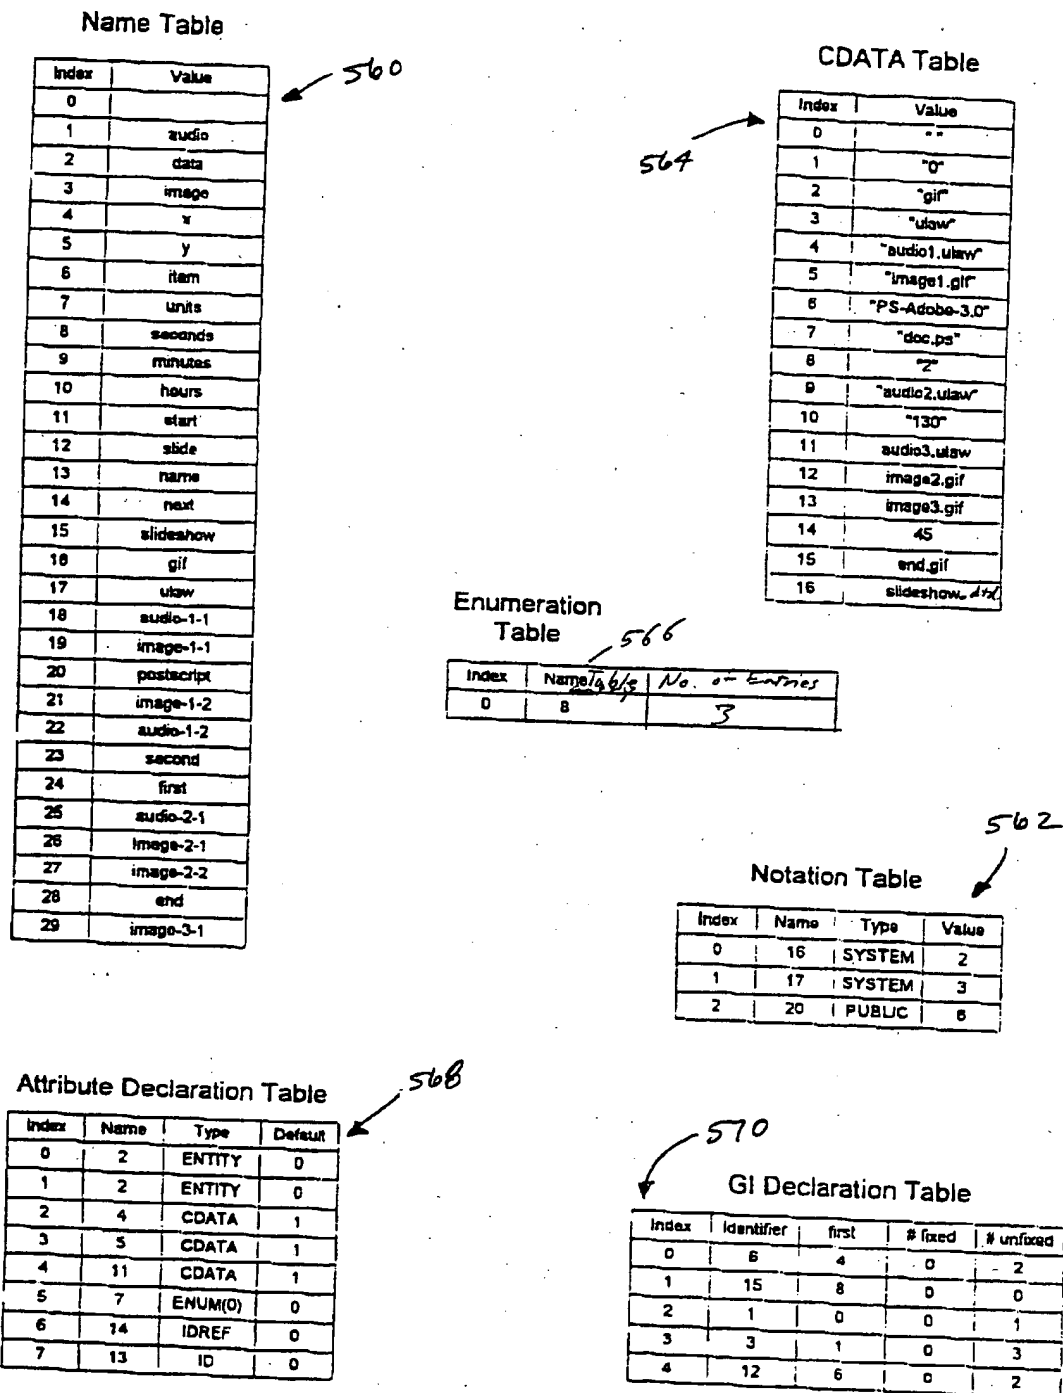 Name Table
560
Index Value
0
1 audio
2 data
3 image
4 x
5 y
6 item
7 units
8 seconds
9 minutes
10 hours
11 start
12 slide
13 name
14 next
15 slideshow
16 gif
17 ulaw
18 audio-1-1
19 image-1-1
20 postscript
21 image-1-2
22 audio-1-2
23 second
24 first
25 audio-2-1
26 image-2-1
27 image-2-2
28 end
29 image-3-1
CDATA Table
564
Index Value
0 ""
1 "0"
2 "gif"
3 "ulaw"
4 "audio1.ulaw"
5 "image1.gif"
6 "PS-Adobe-3.0"
7 "doc.ps"
8 "2"
9 "audio2.ulaw"
10 "130"
11 audio3.ulaw
12 image2.gif
13 image3.gif
14 45
15 end.gif
16 slideshow.dtd
Enumeration
Table
566
Index Name Table No. of Entries
0 8 3
562
Notation Table
Index Name Type Value
0 16 SYSTEM 2
1 17 SYSTEM 3
2 20 PUBLIC 6
Attribute Declaration Table
568
Index Name Type Default
0 2 ENTITY 0
1 2 ENTITY 0
2 4 CDATA 1
3 5 CDATA 1
4 11 CDATA 1
5 7 ENUM(0) 0
6 14 IDREF 0
7 13 ID 0
570
GI Declaration Table
Index Identifier first # fixed # unfixed
0 6 4 0 2
1 15 8 0 0
2 1 0 0 1
3 3 1 0 3
4 12 6 0 2